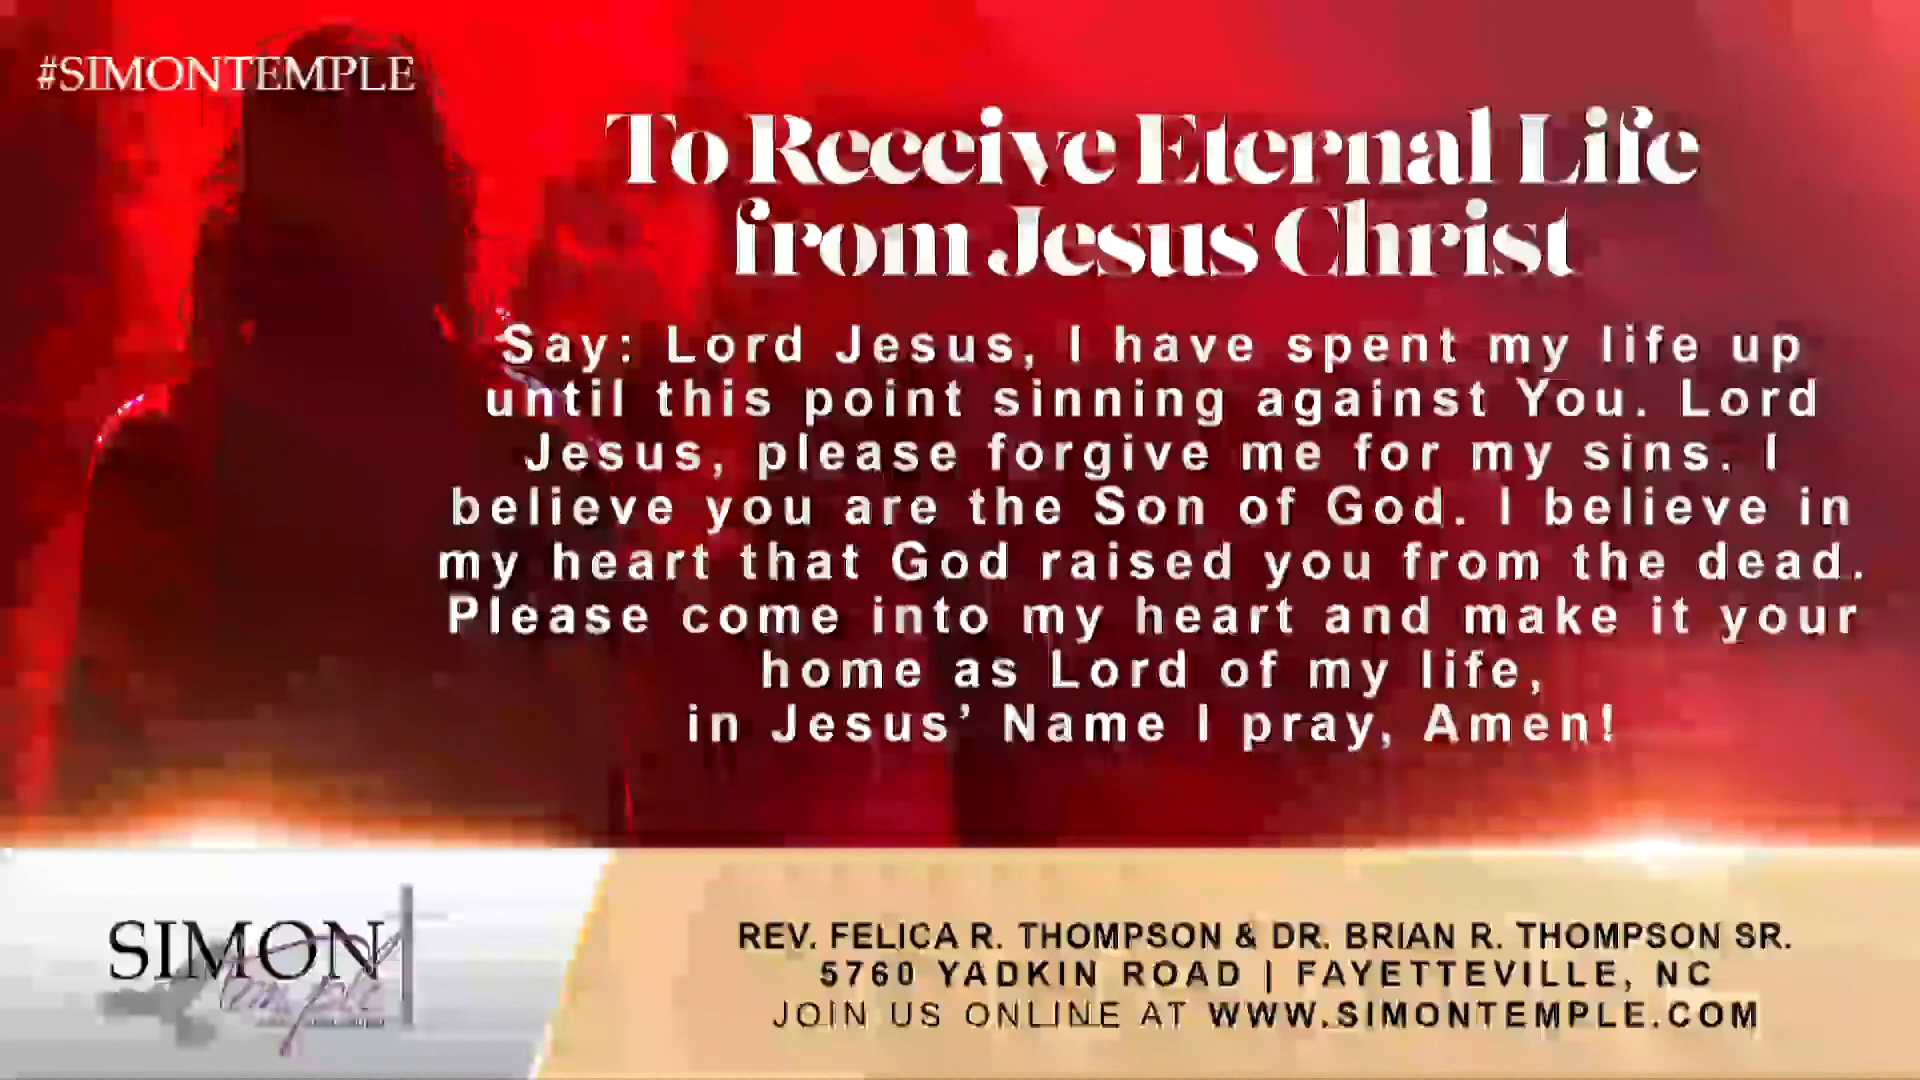 #SIMONTEMPLE
To Receive Eternal Life
from Jesus Christ
Say: Lord Jesus, I have spent my life up
until this point sinning against You. Lord
Jesus, please forgive me for my sins. I
believe you are the Son of God. I believe in
my heart that God raised you from the dead.
Please come into my heart and make it your
home as Lord of my life,
in Jesus’ Name I pray, Amen!
SIMON
Temple
REV. FELICA R. THOMPSON & DR. BRIAN R. THOMPSON SR.
5760 YADKIN ROAD | FAYETTEVILLE, NC
JOIN US ONLINE AT WWW.SIMONTEMPLE.COM